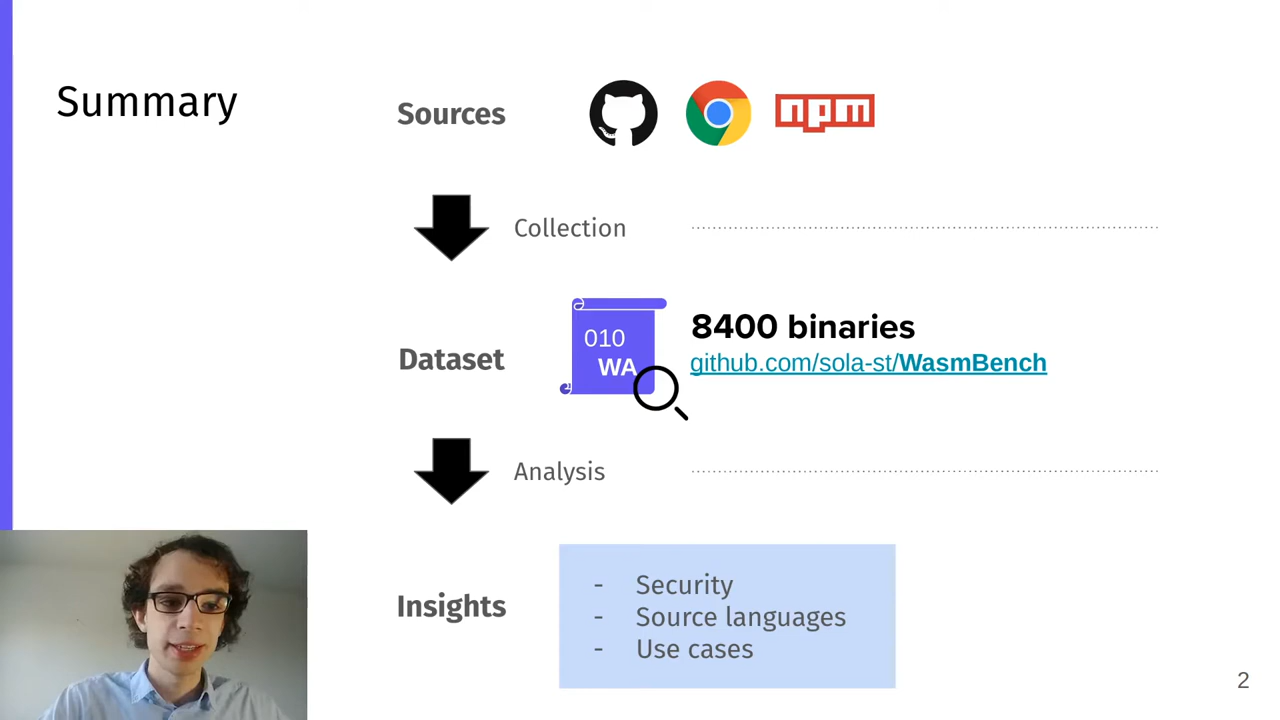 Summary
Sources
npm
Collection
Dataset
010
WA
8400 binaries
github.com/sola-st/WasmBench
Analysis
Insights
- Security
- Source languages
- Use cases
2